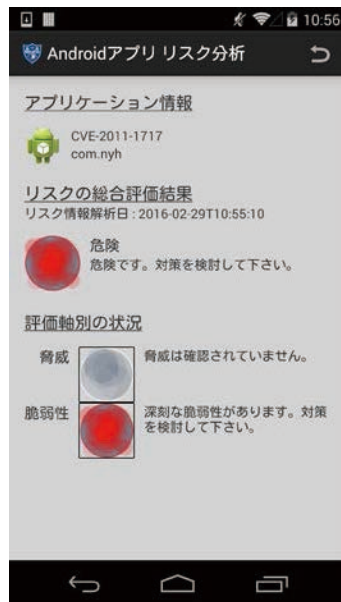 10:56
Androidアプリ リスク分析
アプリケーション情報
CVE-2011-1717
com.nyh
リスクの総合評価結果
リスク情報解析日 : 2016-02-29T10:55:10
危険
危険です。対策を検討して下さい。
評価軸別の状況
脅威
脅威は確認されていません。
脆弱性
深刻な脆弱性があります。対策
を検討して下さい。